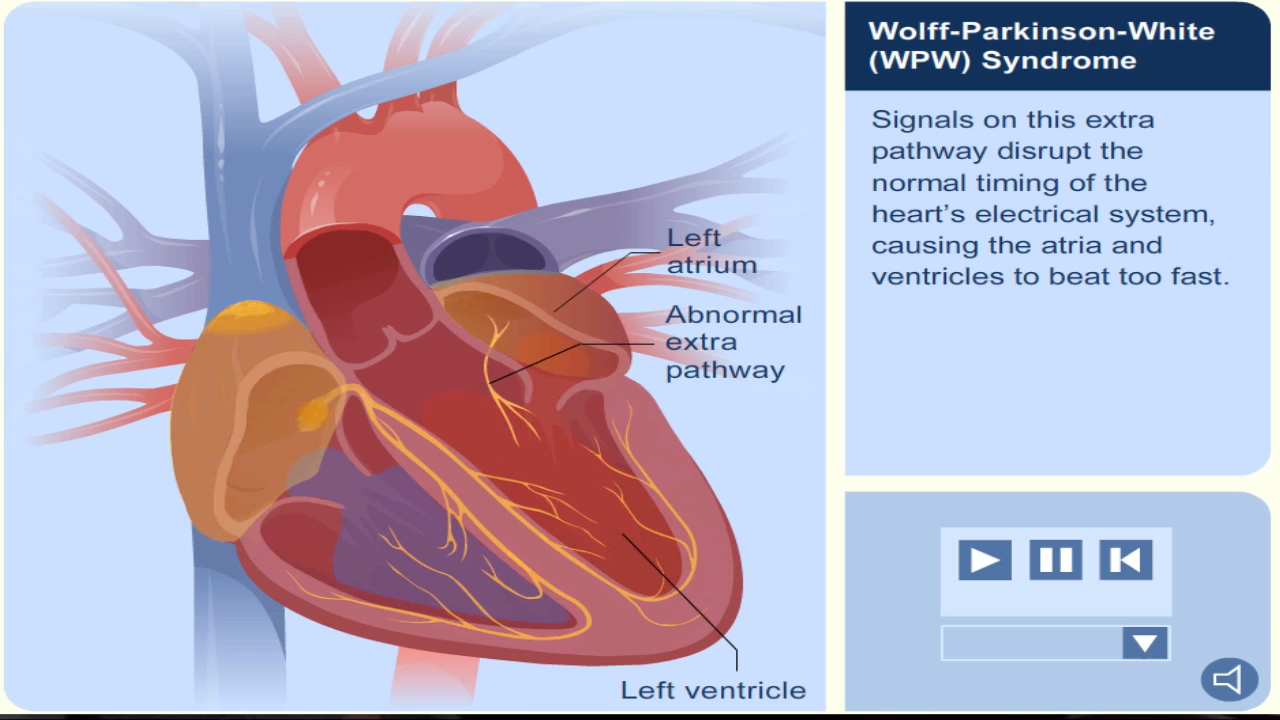 Wolff-Parkinson-White
(WPW) Syndrome
Signals on this extra
pathway disrupt the
normal timing of the
heart’s electrical system,
causing the atria and
ventricles to beat too fast.
Left
atrium
Abnormal
extra
pathway
Left ventricle